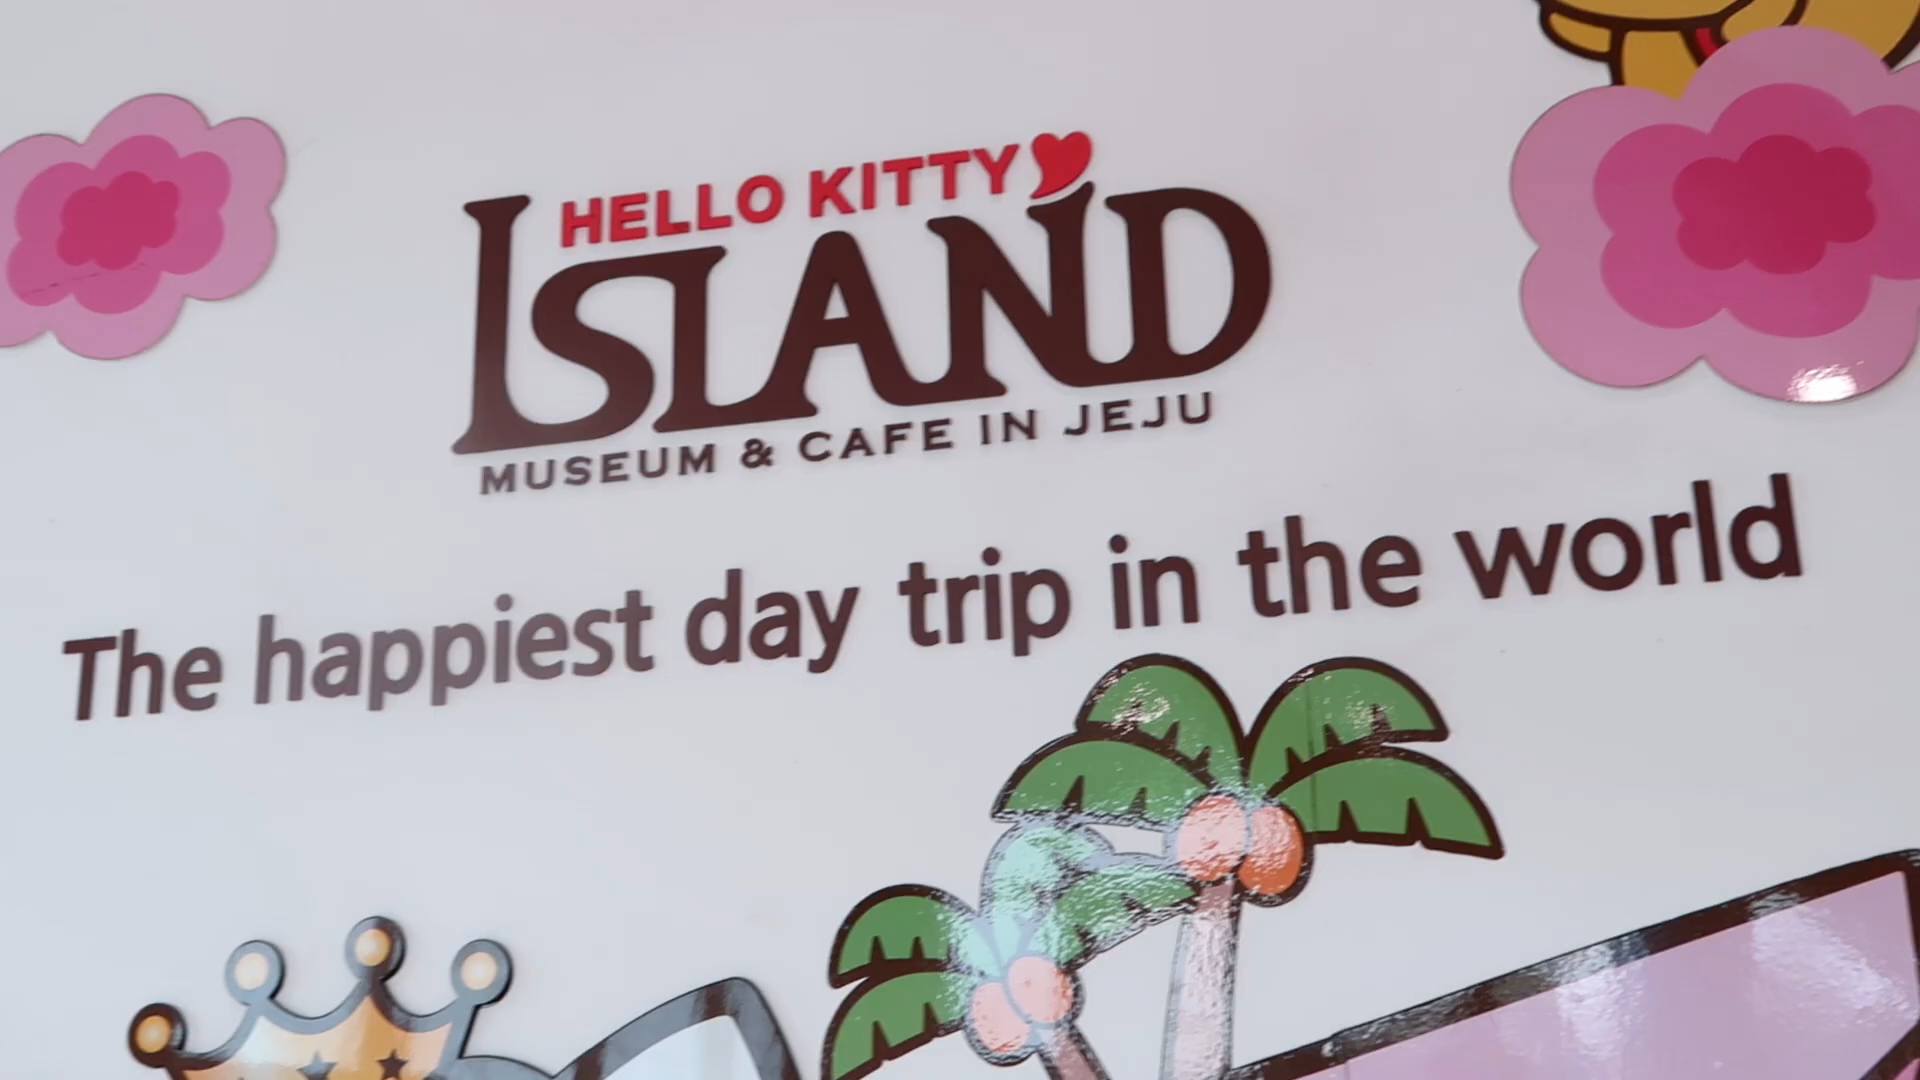 HELLO KITTY
ISLAND
MUSEUM & CAFE IN JEJU
The happiest day trip in the world